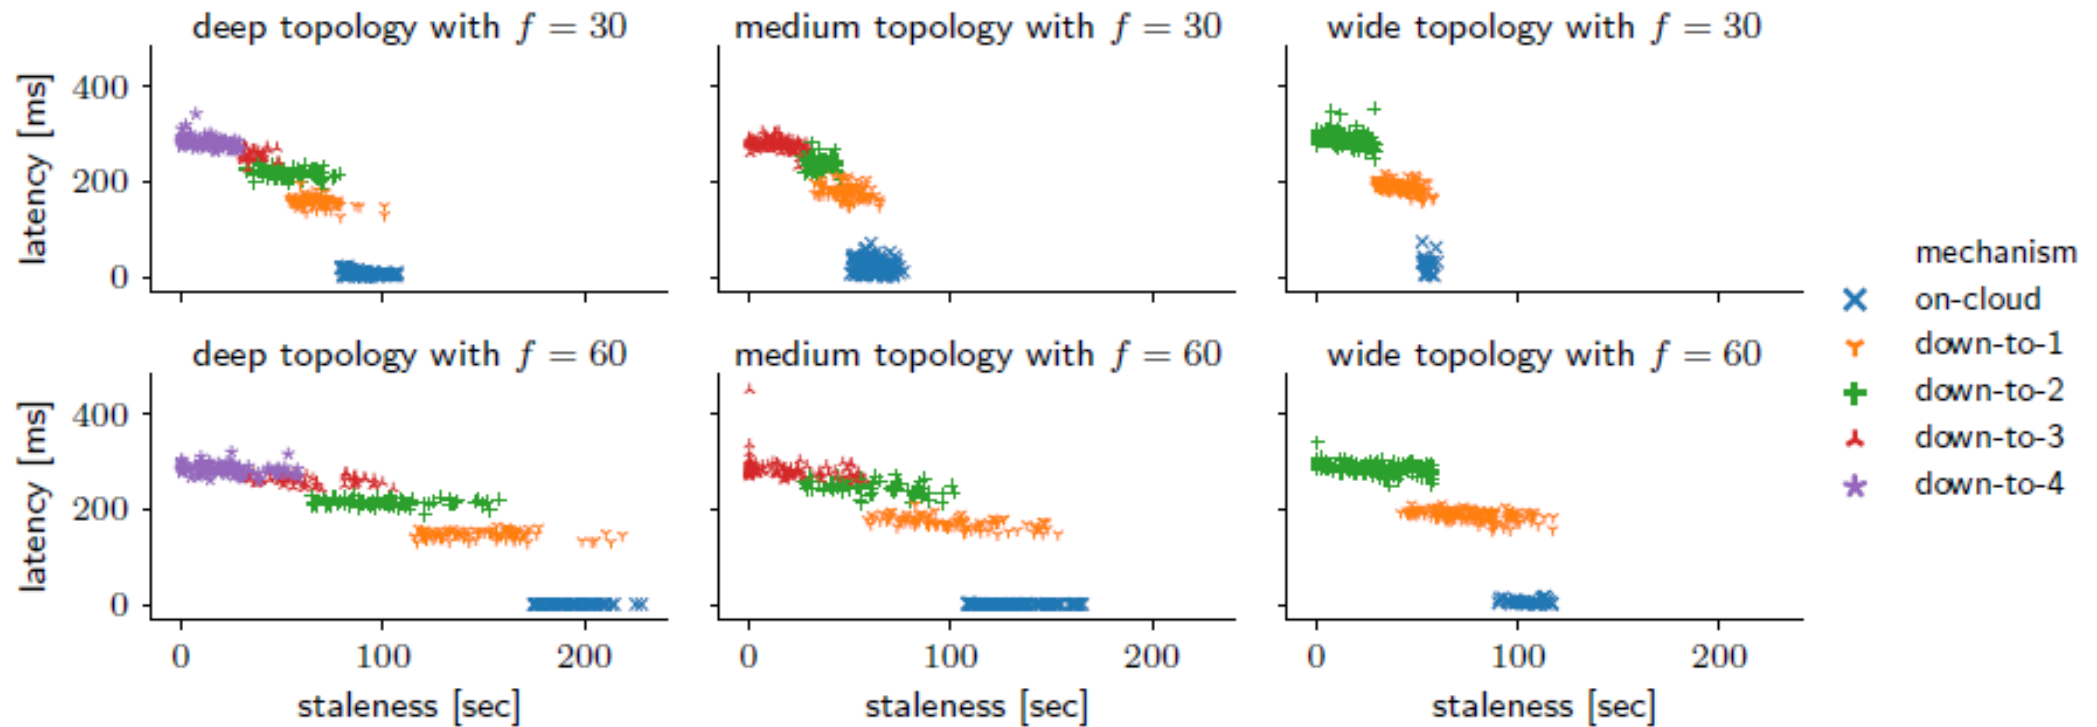 deep topology with f = 30
medium topology with f = 30
wide topology with f = 30
latency [ms]
400
200
0
deep topology with f = 60
medium topology with f = 60
wide topology with f = 60
latency [ms]
400
200
0
0 100 200
0 100 200
0 100 200
staleness [sec]
staleness [sec]
staleness [sec]
mechanism
on-cloud
down-to-1
down-to-2
down-to-3
down-to-4